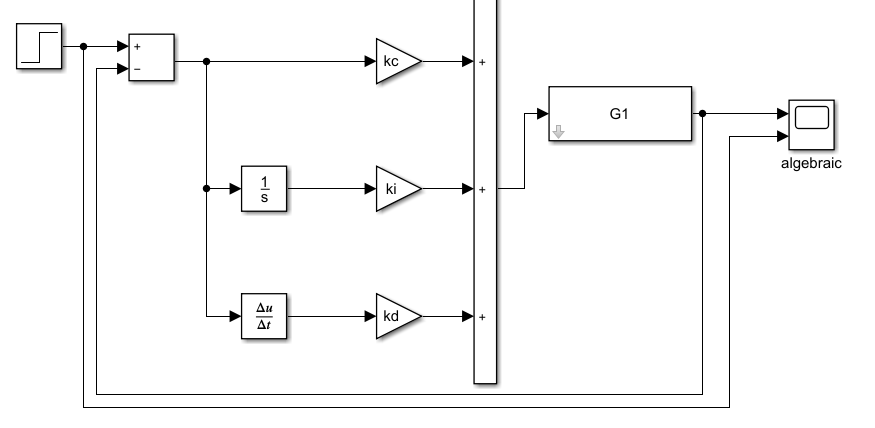 +
−
kc
+
G1
algebraic
1
s
ki
+
Δu
Δt
kd
+